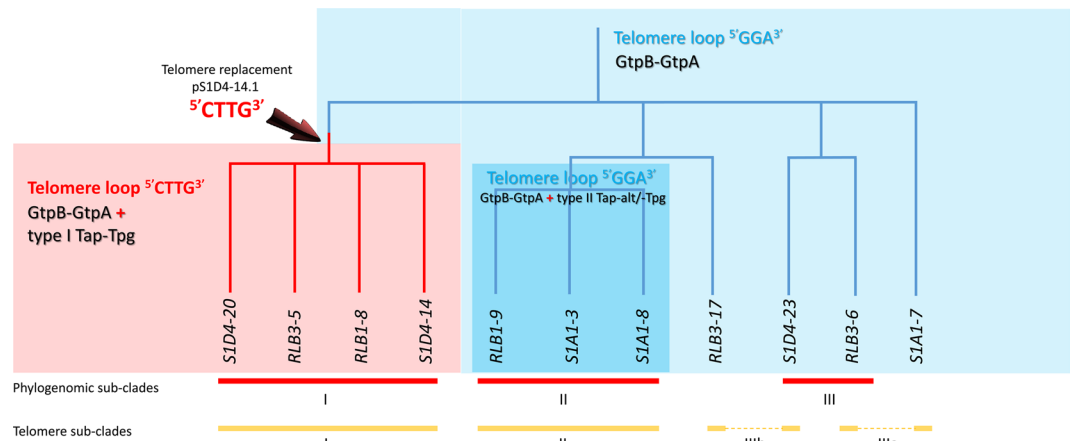 Telomere loop 5'GGA3'
GtpB-GtpA
Telomere replacement
pS1D4-14.1
5'CTTG3'
Telomere loop 5'CTTG3'
GtpB-GtpA +
type I Tap-Tpg
Telomere loop 5'GGA3'
GtpB-GtpA + type II Tap-alt/-Tpg
S1D4-20
RLB3-5
RLB1-8
S1D4-14
RLB1-9
S1A1-3
S1A1-8
RLB3-17
S1D4-23
RLB3-6
S1A1-7
Phylogenomic sub-clades
I
II
III
Telomere sub-clades